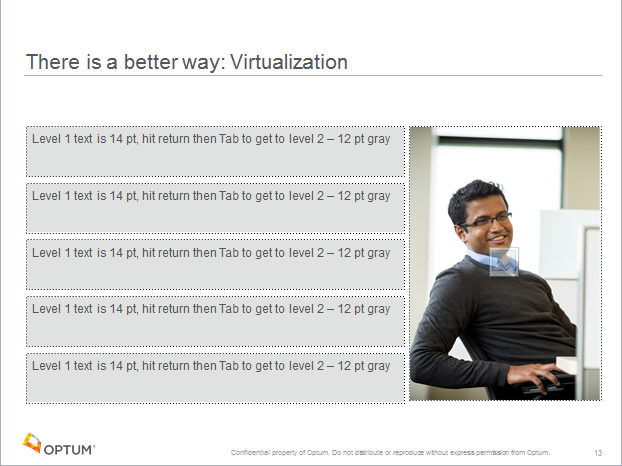 There is a better way: Virtualization
Level 1 text is 14 pt, hit return then Tab to get to level 2 – 12 pt gray
Level 1 text is 14 pt, hit return then Tab to get to level 2 – 12 pt gray
Level 1 text is 14 pt, hit return then Tab to get to level 2 – 12 pt gray
Level 1 text is 14 pt, hit return then Tab to get to level 2 – 12 pt gray
Level 1 text is 14 pt, hit return then Tab to get to level 2 – 12 pt gray
OPTUM®
Confidential property of Optum. Do not distribute or reproduce without express permission from Optum.
13